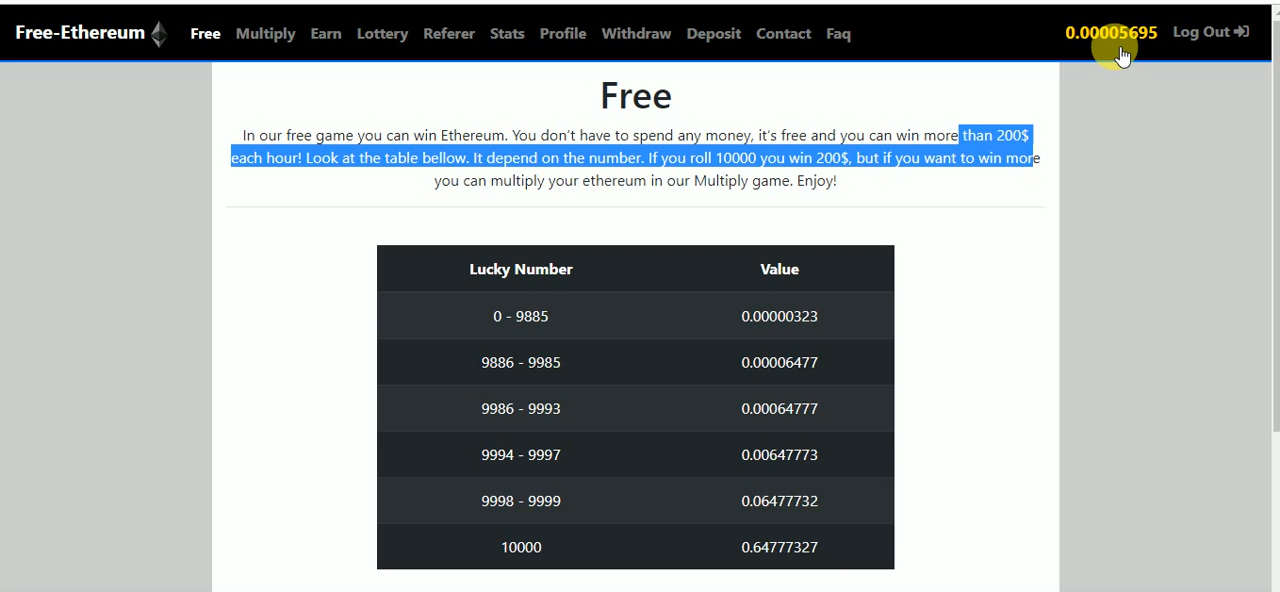 Free-Ethereum Free Multiply Earn Lottery Referer Stats Profile Withdraw Deposit Contact Faq 0.00005695 Log Out
Free
In our free game you can win Ethereum. You don't have to spend any money, it's free and you can win more than 200$
each hour! Look at the table bellow. It depend on the number. If you roll 10000 you win 200$, but if you want to win more
you can multiply your ethereum in our Multiply game. Enjoy!
Lucky Number Value
0 - 9885 0.00000323
9886 - 9985 0.00006477
9986 - 9993 0.00064777
9994 - 9997 0.00647773
9998 - 9999 0.06477732
10000 0.64777327